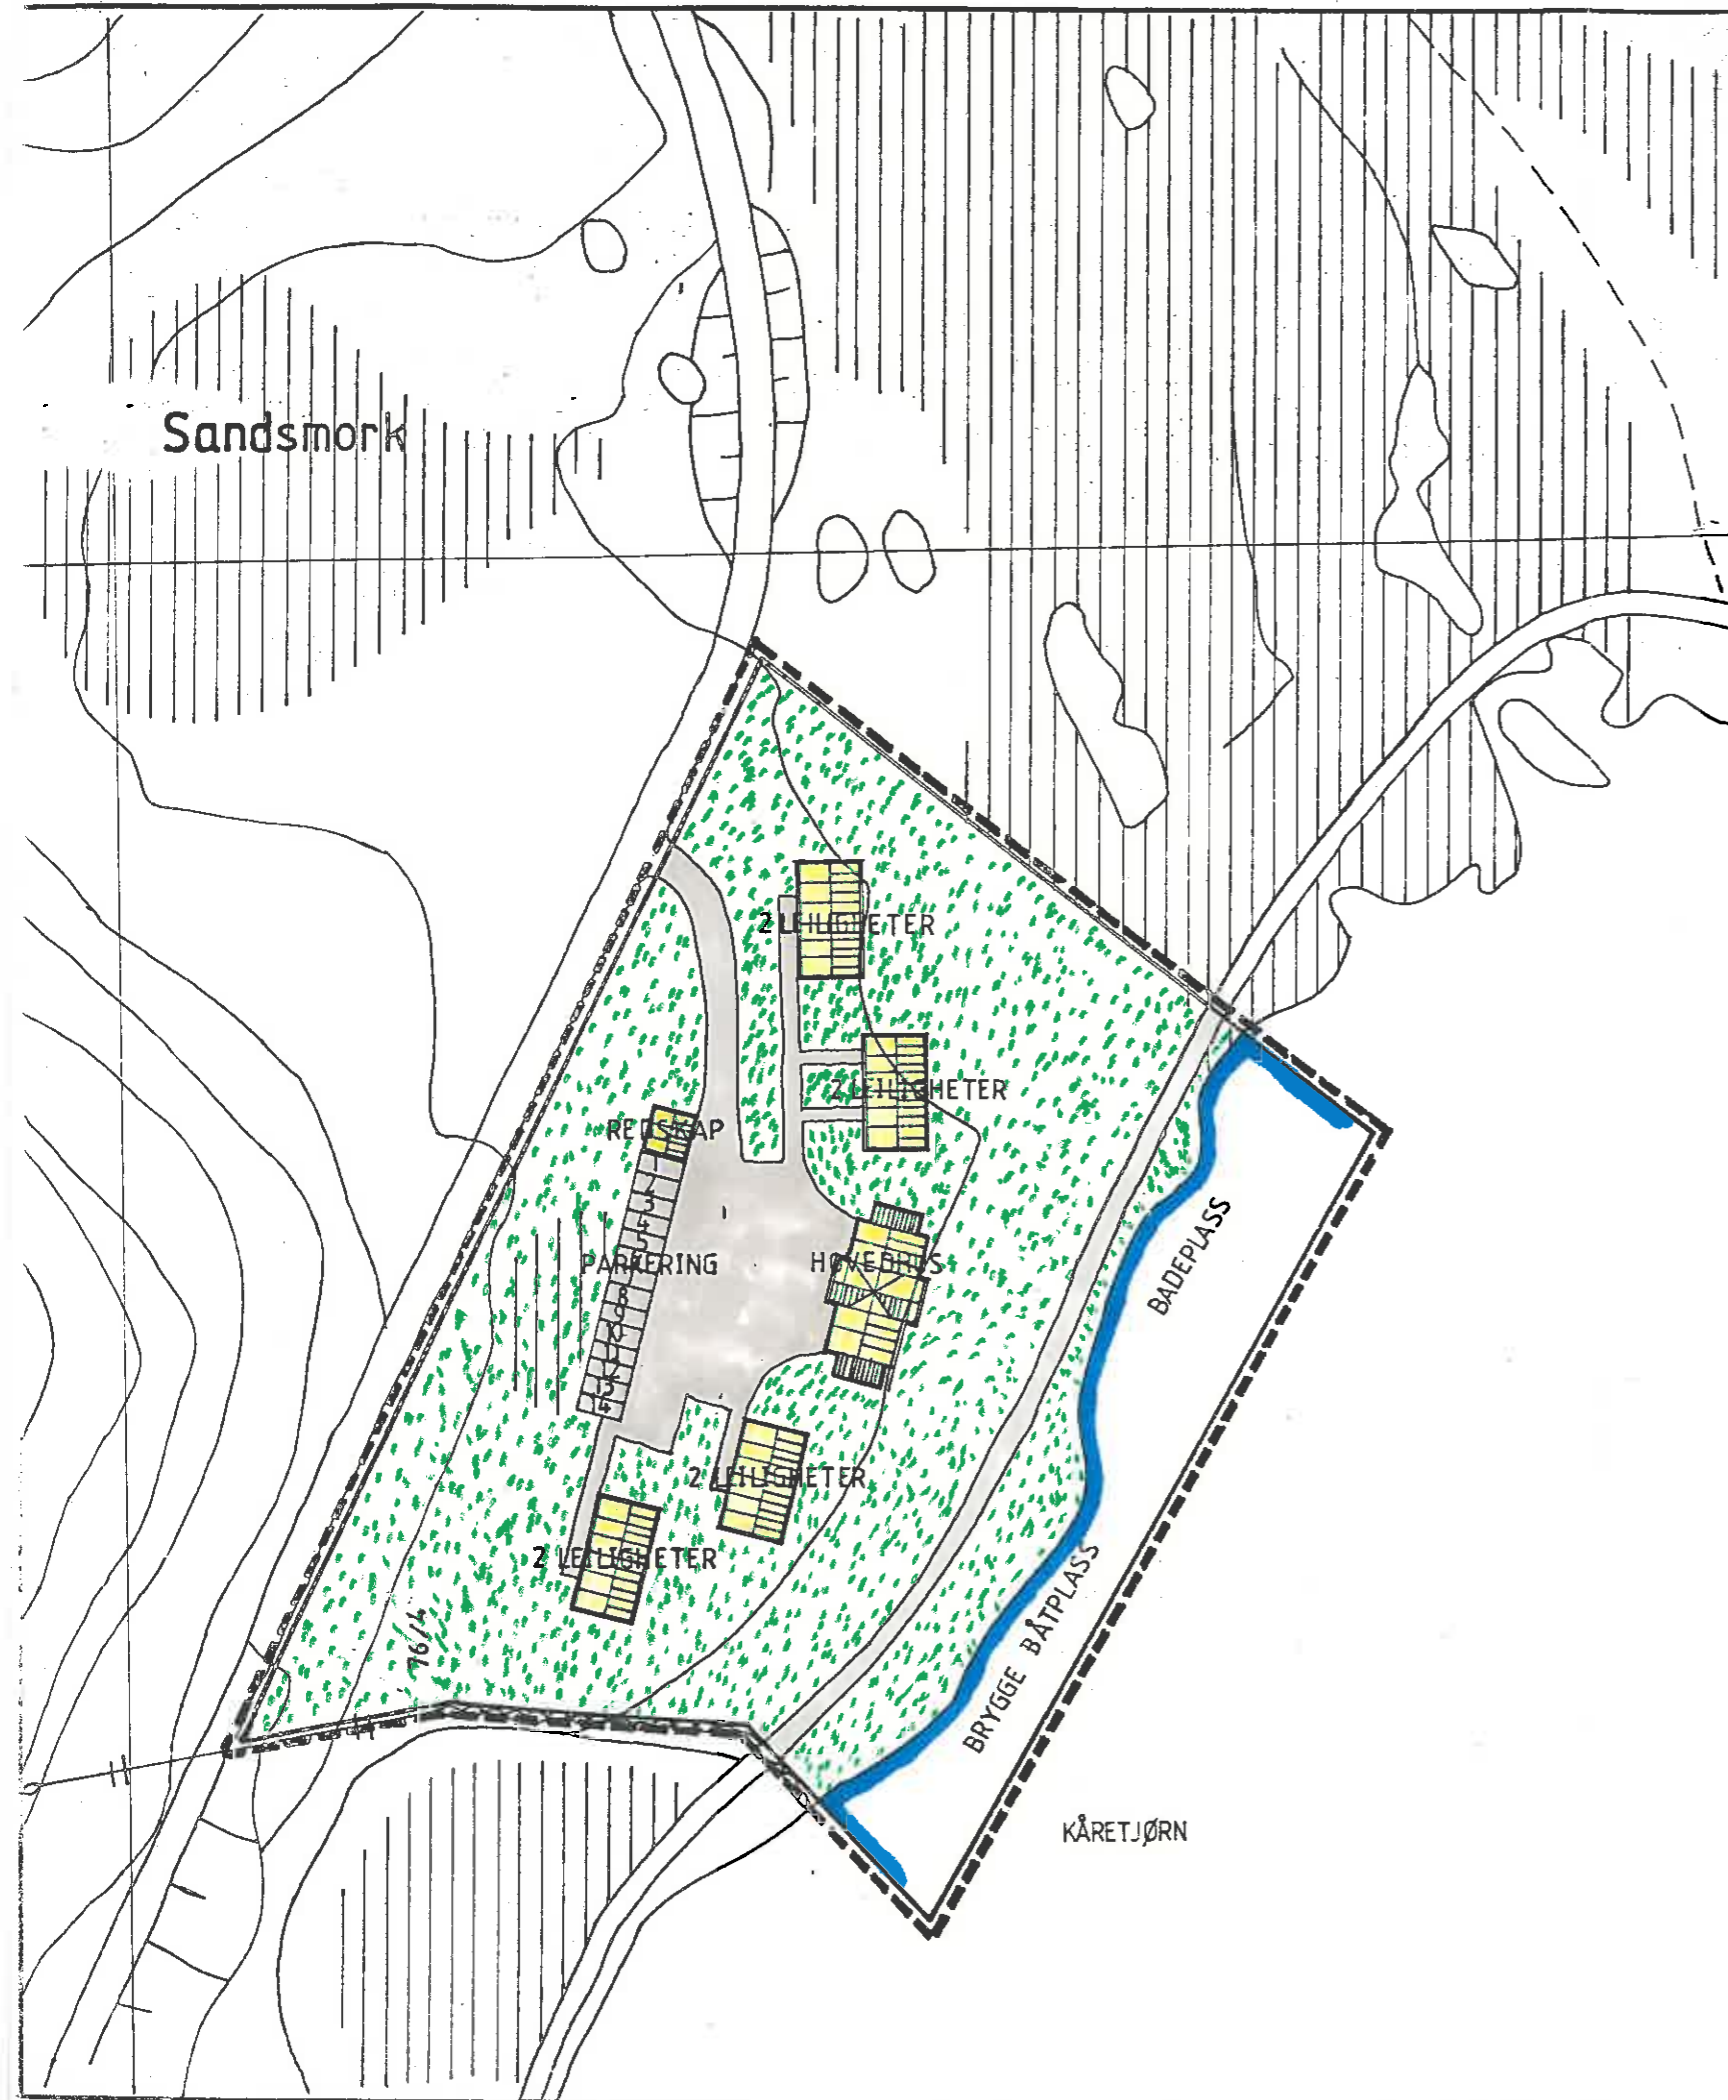 Sandsmork
2 LEILIGHETER
2 LEILIGHETER
REDSKAP
1
2
3
4
5
PARKERING
HOVEDHUS
8
9
10
11
12
13
14
BADEPLASS
2 LEILIGHETER
2 LEILIGHETER
76/4
BRYGGE BÅTPLASS
KÅRETJØRN